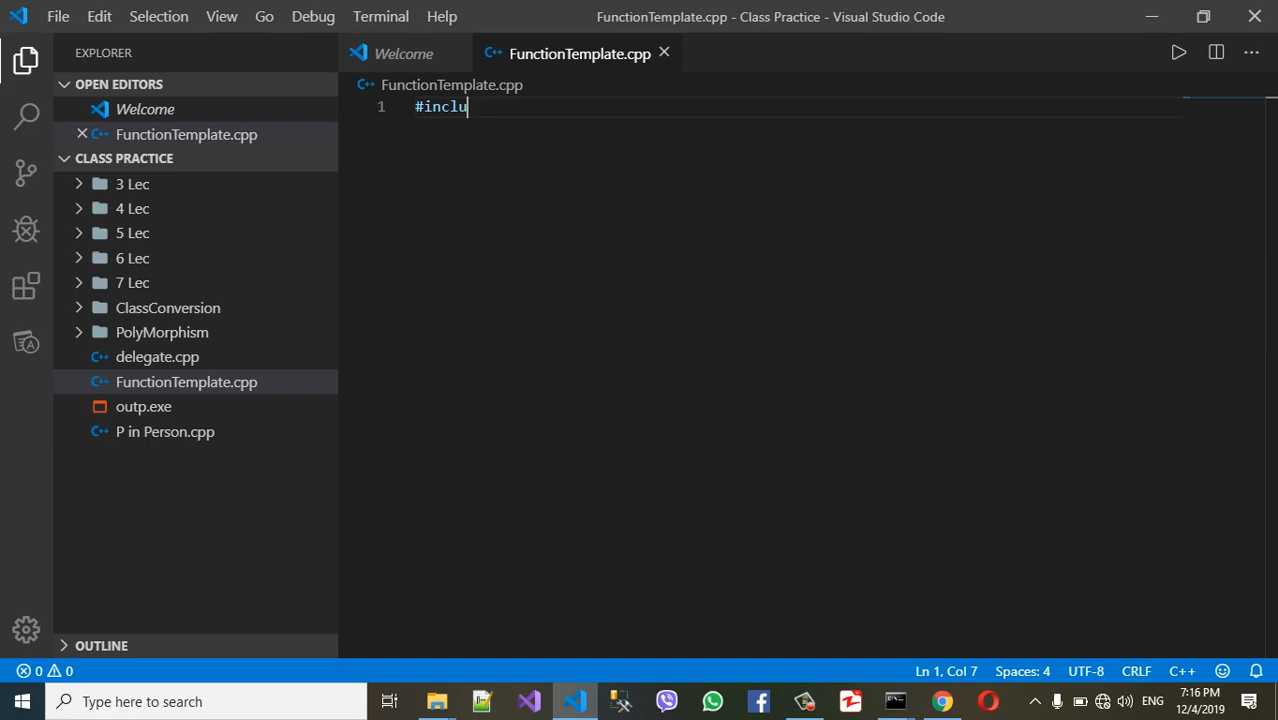 File Edit Selection View Go Debug Terminal Help
FunctionTemplate.cpp - Class Practice - Visual Studio Code
EXPLORER
OPEN EDITORS
Welcome
FunctionTemplate.cpp
CLASS PRACTICE
3 Lec
4 Lec
5 Lec
6 Lec
7 Lec
ClassConversion
PolyMorphism
delegate.cpp
FunctionTemplate.cpp
outp.exe
P in Person.cpp
OUTLINE
Welcome FunctionTemplate.cpp
FunctionTemplate.cpp
1 #inclu
0 0 Ln 1, Col 7 Spaces: 4 UTF-8 CRLF C++
Type here to search
ENG
7:16 PM
12/4/2019